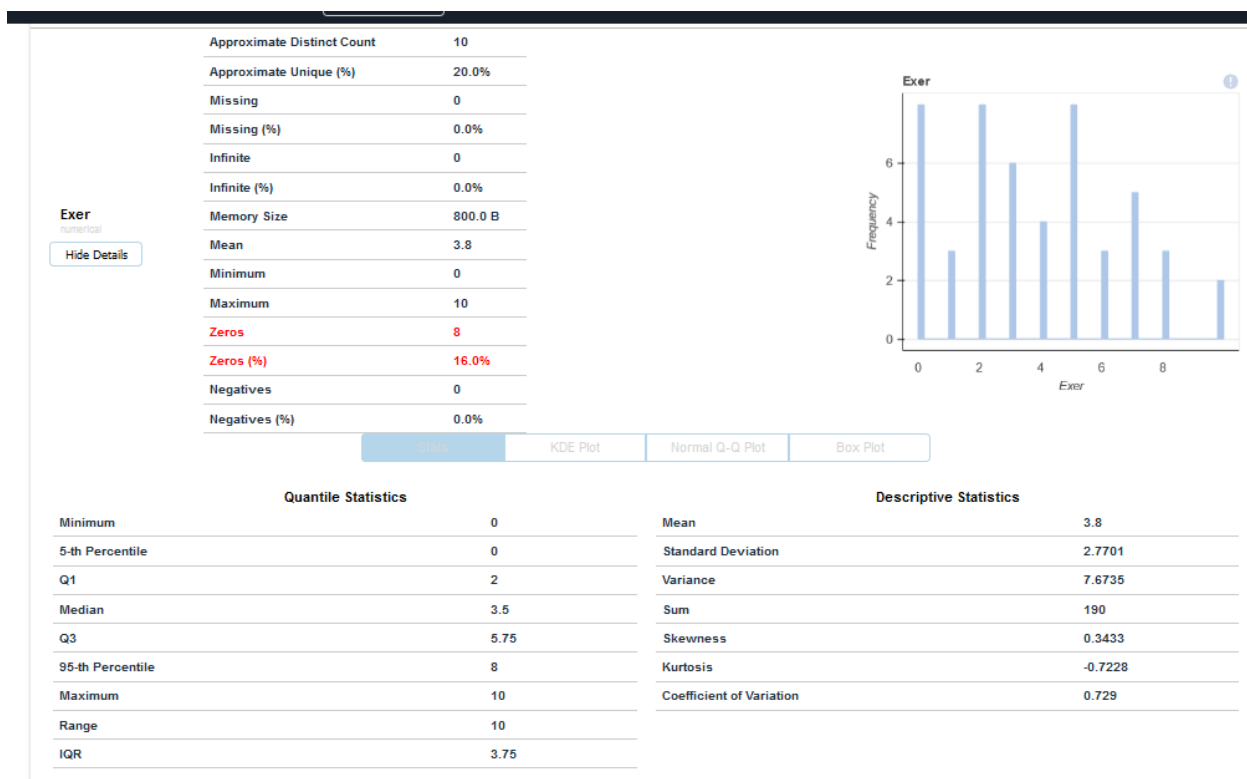 Approximate Distinct Count 10
Approximate Unique (%) 20.0%
Missing 0
Missing (%) 0.0%
Infinite 0
Infinite (%) 0.0%
Memory Size 800.0 B
Mean 3.8
Minimum 0
Maximum 10
Zeros 8
Zeros (%) 16.0%
Negatives 0
Negatives (%) 0.0%
Exer
numerical
Hide Details
Exer
!
Frequency
6
4
2
0
0 2 4 6 8
Exer
Stats KDE Plot Normal Q-Q Plot Box Plot
Quantile Statistics
Minimum 0
5-th Percentile 0
Q1 2
Median 3.5
Q3 5.75
95-th Percentile 8
Maximum 10
Range 10
IQR 3.75
Descriptive Statistics
Mean 3.8
Standard Deviation 2.7701
Variance 7.6735
Sum 190
Skewness 0.3433
Kurtosis -0.7228
Coefficient of Variation 0.729